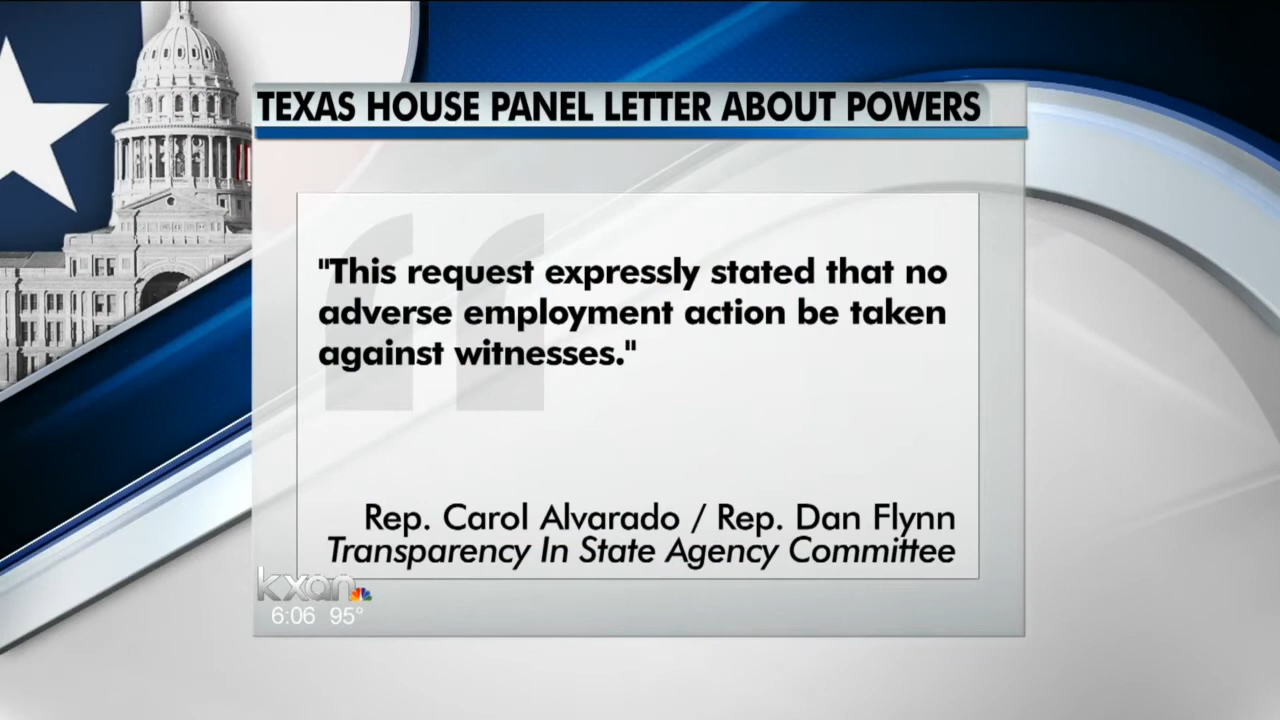 TEXAS HOUSE PANEL LETTER ABOUT POWERS
"This request expressly stated that no
adverse employment action be taken
against witnesses."
Rep. Carol Alvarado / Rep. Dan Flynn
Transparency In State Agency Committee
kxan
6:06 95°